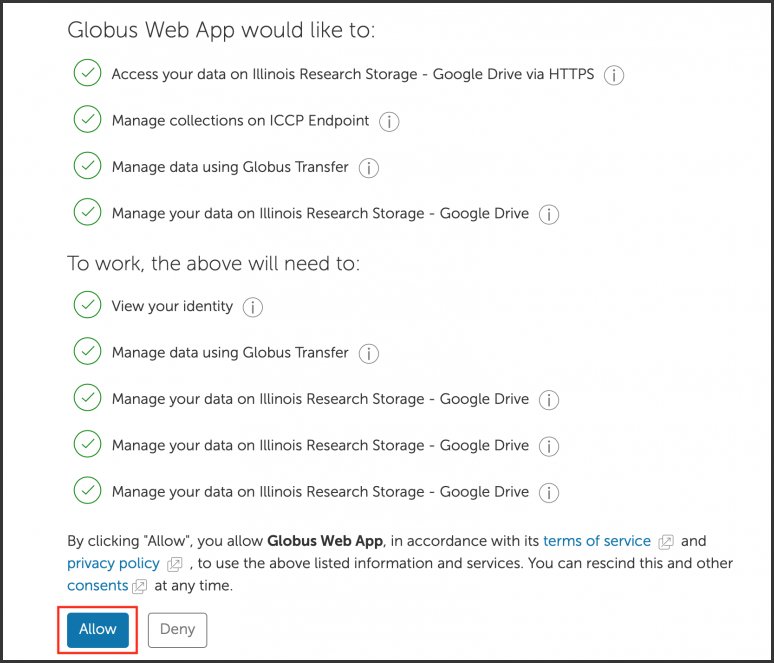 Globus Web App would like to:
Access your data on Illinois Research Storage - Google Drive via HTTPS
Manage collections on ICCP Endpoint
Manage data using Globus Transfer
Manage your data on Illinois Research Storage - Google Drive
To work, the above will need to:
View your identity
Manage data using Globus Transfer
Manage your data on Illinois Research Storage - Google Drive
Manage your data on Illinois Research Storage - Google Drive
Manage your data on Illinois Research Storage - Google Drive
By clicking "Allow", you allow Globus Web App, in accordance with its terms of service and
privacy policy , to use the above listed information and services. You can rescind this and other
consents at any time.
Allow Deny